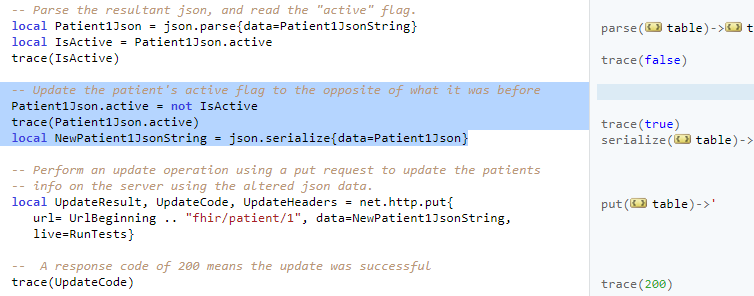 -- Parse the resultant json, and read the "active" flag.
local Patient1Json = json.parse{data=Patient1JsonString}
parse( table)-> t
local IsActive = Patient1Json.active
trace(IsActive)
trace(false)
-- Update the patient's active flag to the opposite of what it was before
Patient1Json.active = not IsActive
trace(Patient1Json.active)
trace(true)
local NewPatient1JsonString = json.serialize{data=Patient1Json}
serialize( table)->
-- Perform an update operation using a put request to update the patients
-- info on the server using the altered json data.
local UpdateResult, UpdateCode, UpdateHeaders = net.http.put{
put( table)->'
url= UrlBeginning .. "fhir/patient/1", data=NewPatient1JsonString,
live=RunTests}
--  A response code of 200 means the update was successful
trace(UpdateCode)
trace(200)